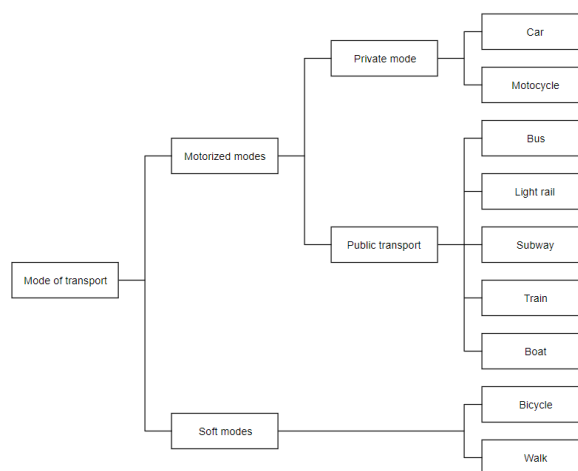 Car
Private mode
Motocycle
Motorized modes
Bus
Light rail
Public transport
Subway
Mode of transport
Train
Boat
Bicycle
Soft modes
Walk